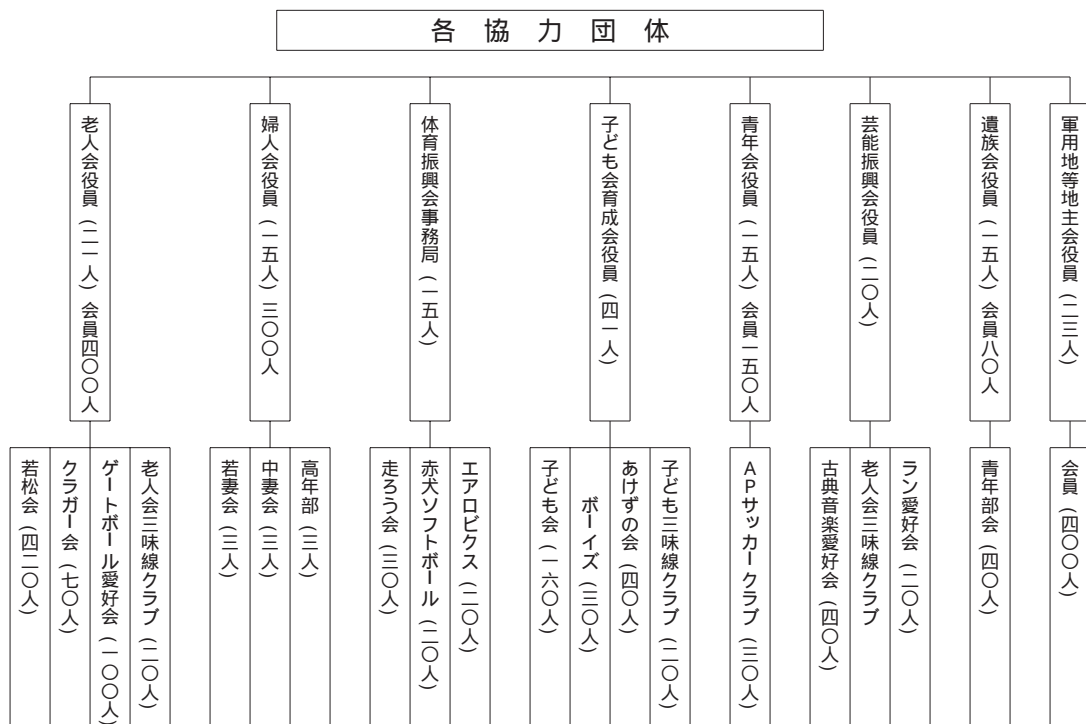 各協力団体
軍用地等地主会役員（二三人）
遺族会役員（一五人）会員八〇人
芸能振興会役員（二〇人）
青年会役員（一五人）会員一五〇人
子ども会育成会役員（四一人）
体育振興会事務局（一五人）
婦人会役員（一五人）三〇〇人
老人会役員（二一人）会員四〇〇人
会員（四〇〇人）
青年部会（四〇人）
ラン愛好会（二〇人）
老人会三味線クラブ
古典音楽愛好会（四〇人）
ＡＰサッカークラブ（三〇人）
子ども三味線クラブ（二〇人）
あけずの会（四〇人）
ボーイズ（三〇人）
子ども会（一六〇人）
エアロビクス（二〇人）
赤犬ソフトボール（二〇人）
走ろう会（三〇人）
高年部（三人）
中妻会（三人）
若妻会（三人）
老人会三味線クラブ（二〇人）
ゲートボール愛好会（一〇〇人）
クラガー会（七〇人）
若松会（四二〇人）